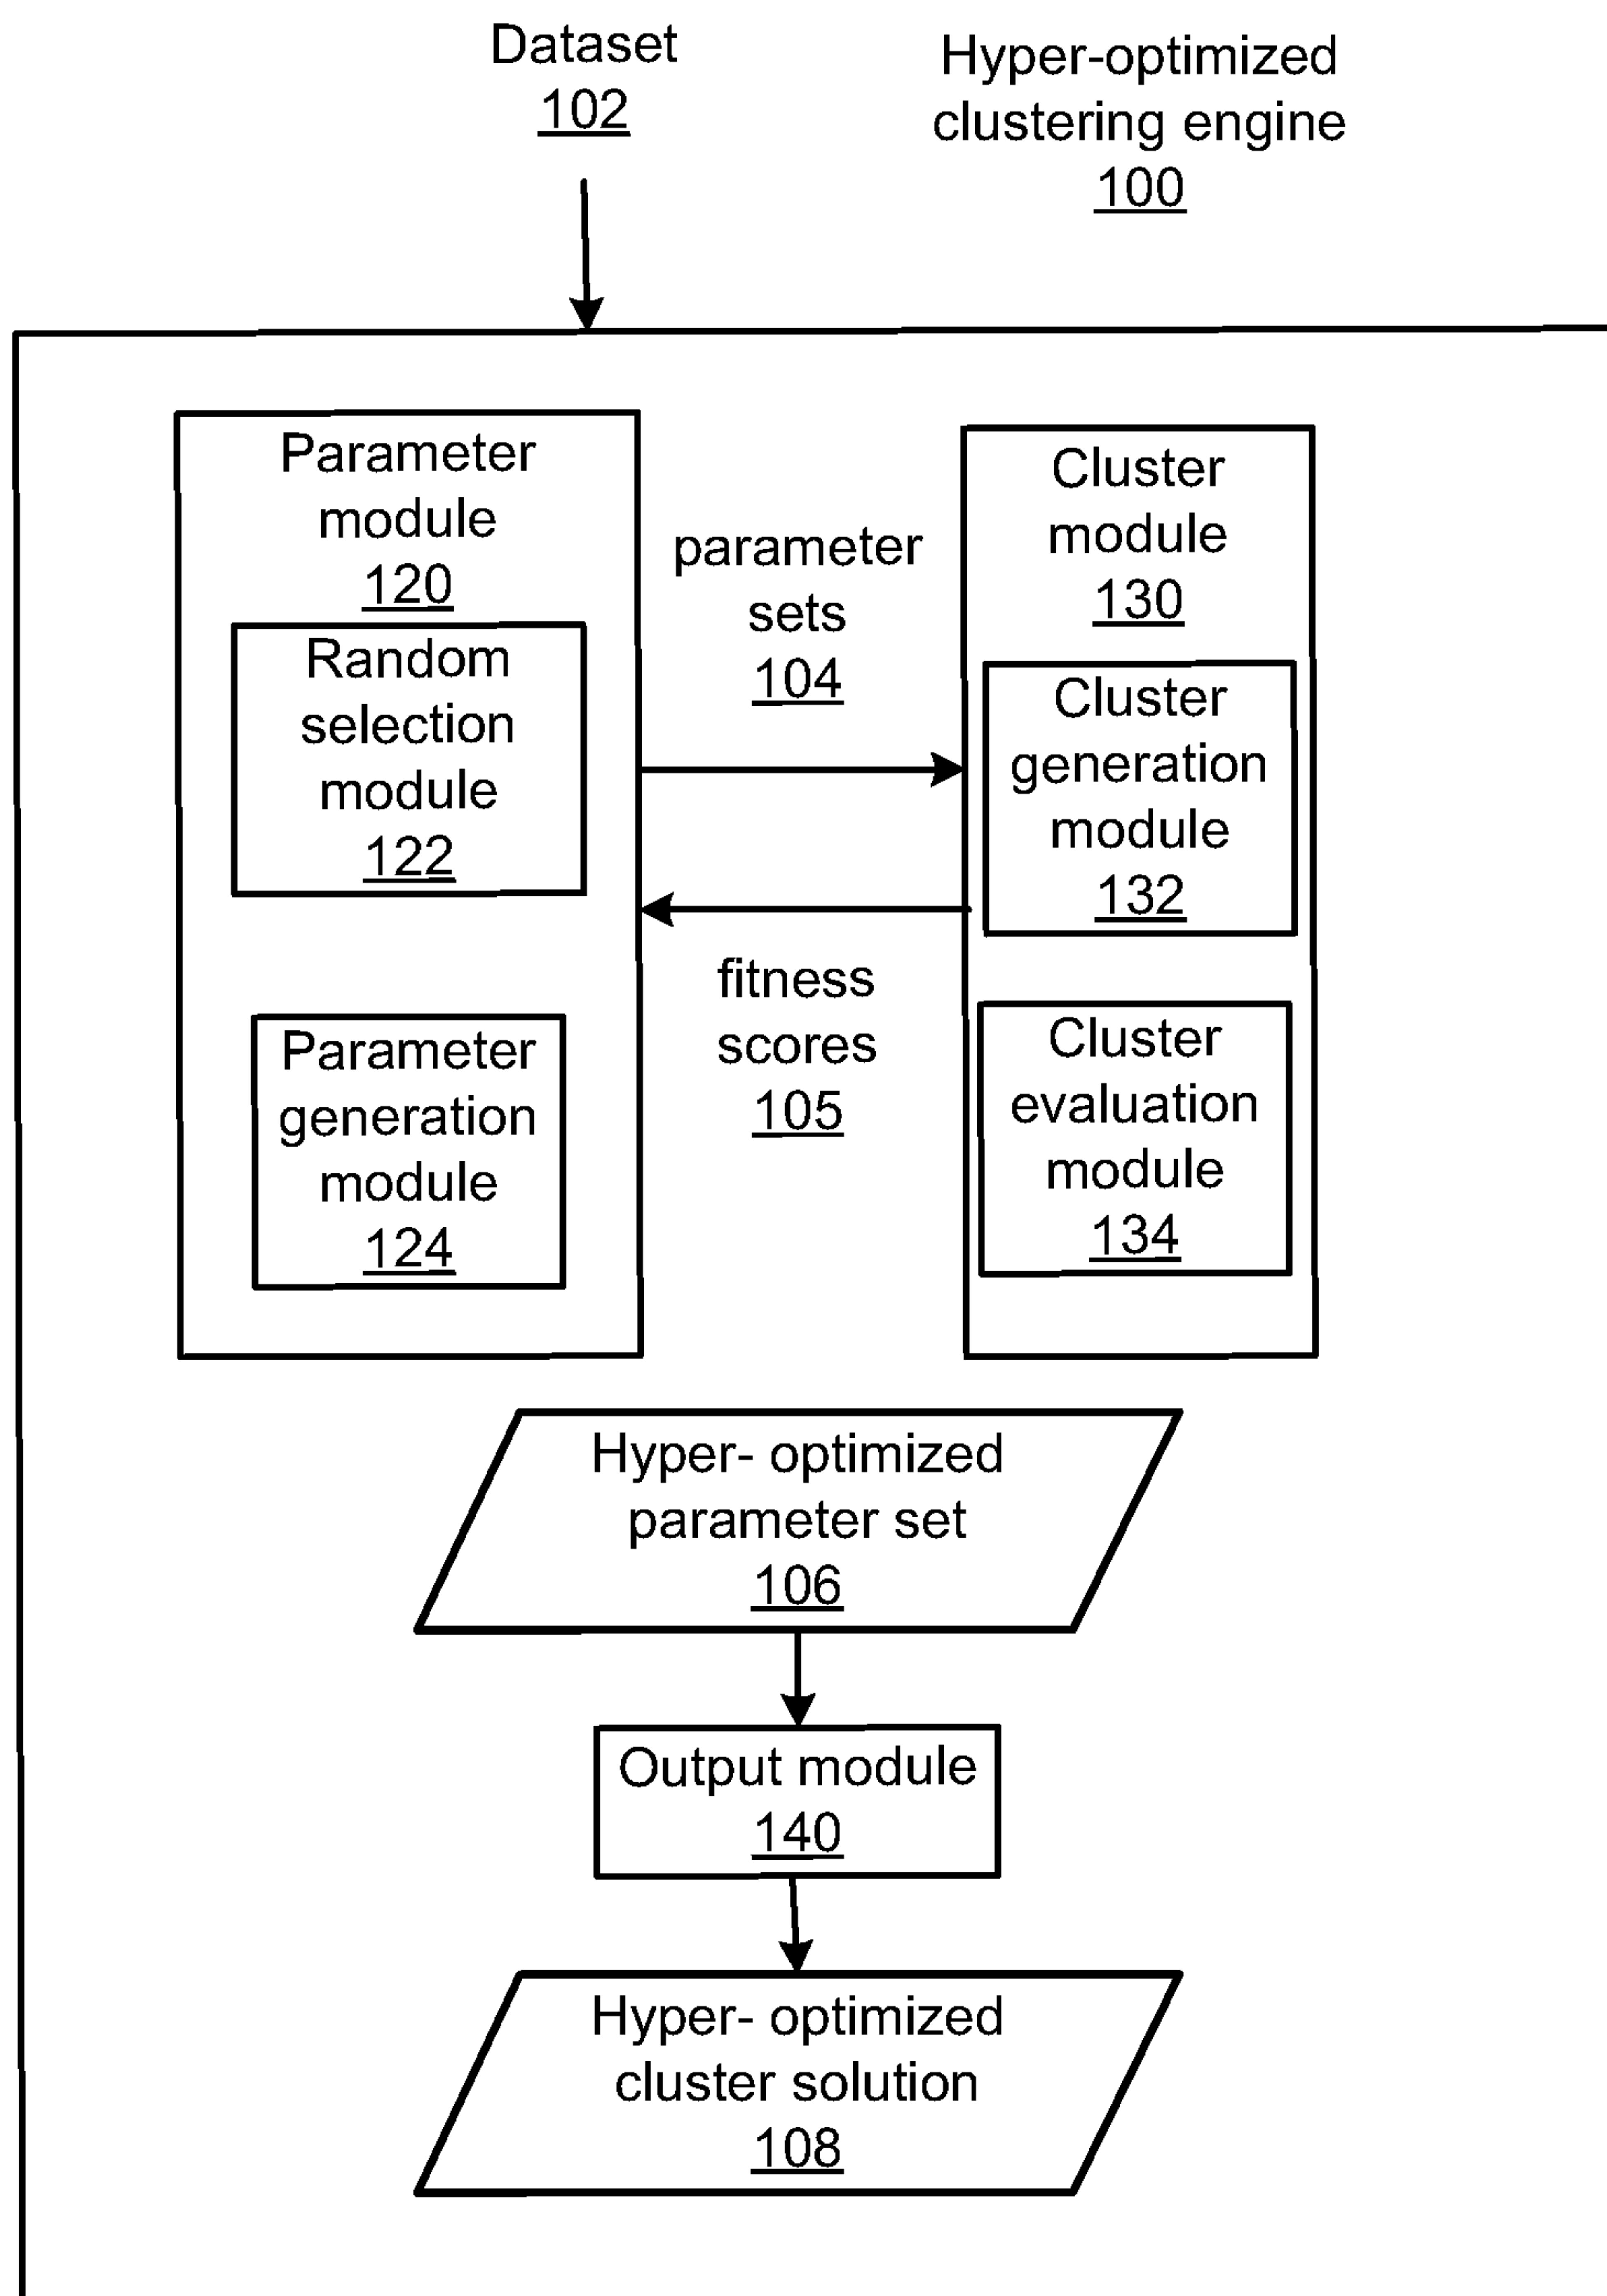 Dataset
102
Hyper-optimized
clustering engine
100
Parameter
module
120
Random
selection
module
122
Parameter
generation
module
124
parameter
sets
104
fitness
scores
105
Cluster
module
130
Cluster
generation
module
132
Cluster
evaluation
module
134
Hyper- optimized
parameter set
106
Output module
140
Hyper- optimized
cluster solution
108